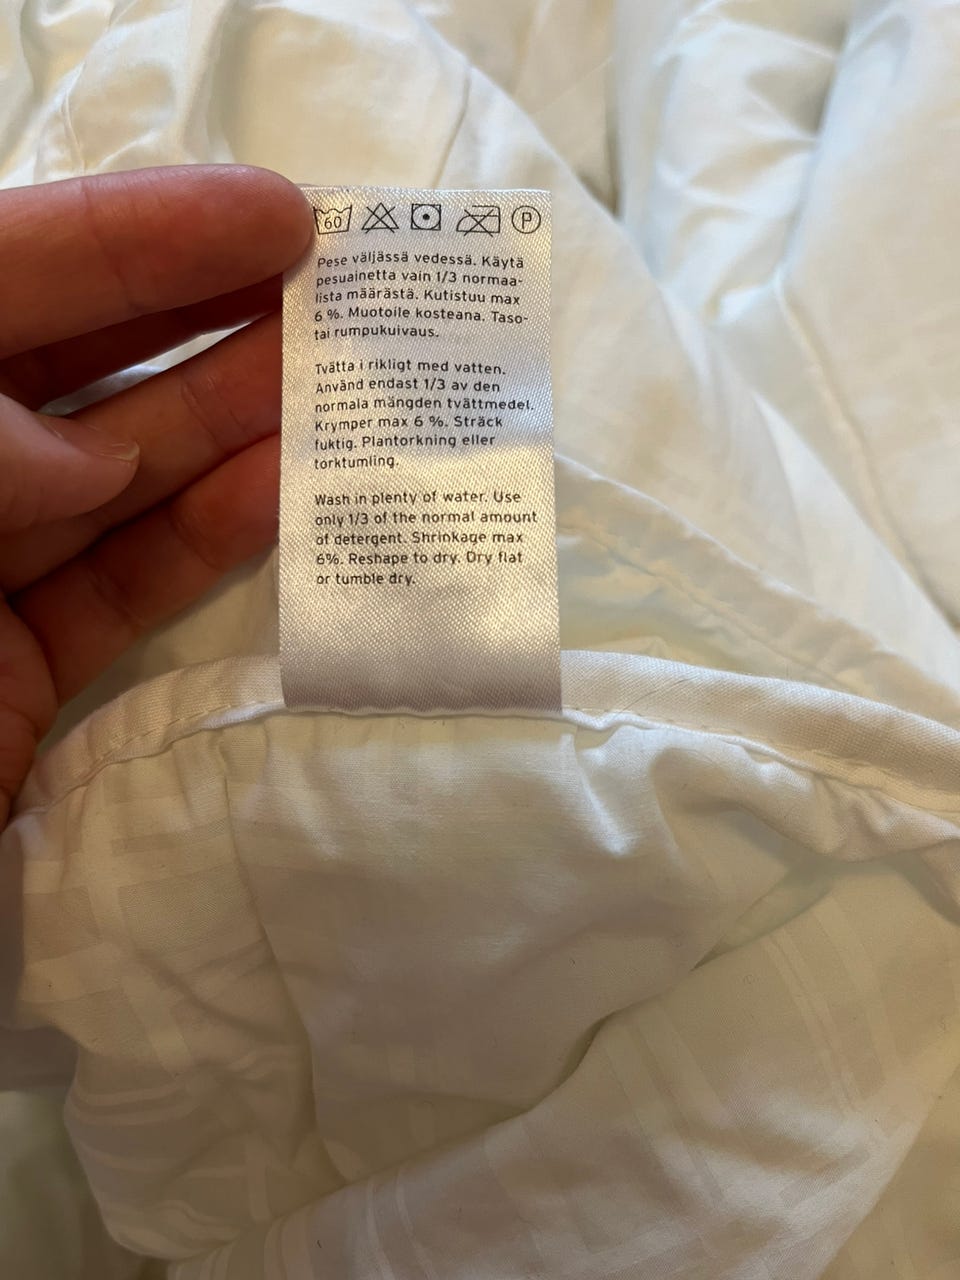 60 P
Pese väljässä vedessä. Käytä
pesuainetta vain 1/3 normaa-
lista määrästä. Kutistuu max
6 %. Muotoile kosteana. Taso-
tai rumpukuivaus.
Tvätta i rikligt med vatten.
Använd endast 1/3 av den
normala mängden tvättmedel.
Krymper max 6 %. Sträck
fuktig. Plantorkning eller
torktumling.
Wash in plenty of water. Use
only 1/3 of the normal amount
of detergent. Shrinkage max
6%. Reshape to dry. Dry flat
or tumble dry.